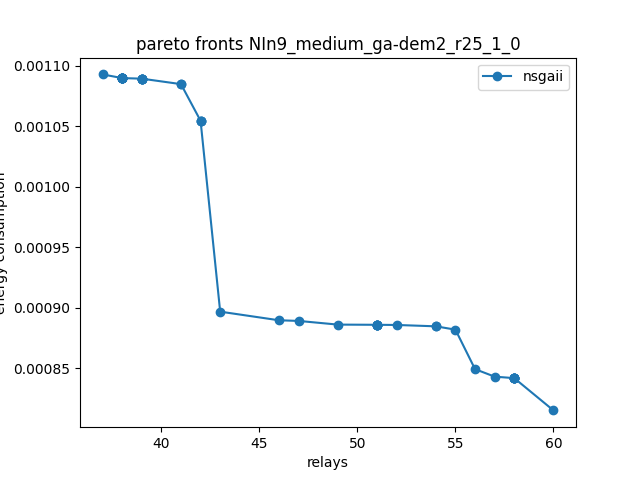 pareto fronts NIn9_medium_ga-dem2_r25_1_0
nsgaii
0.00110
0.00105
0.00100
0.00095
0.00090
0.00085
energy consumption
40 45 50 55 60
relays